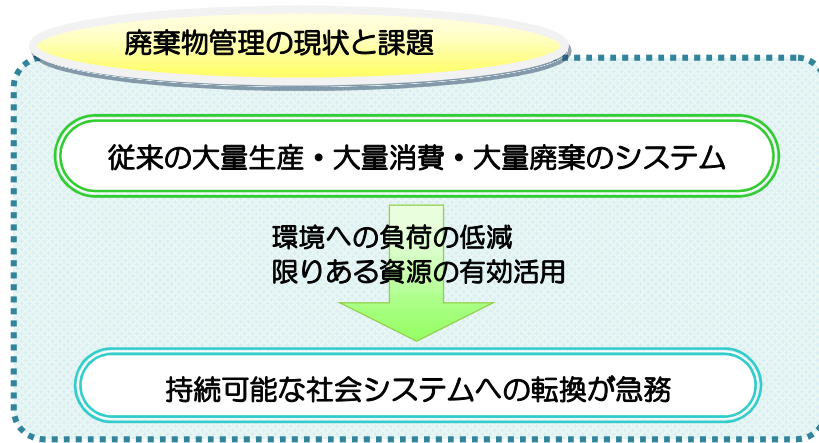 廃棄物管理の現状と課題
従来の大量生産・大量消費・大量廃棄のシステム
環境への負荷の低減
限りある資源の有効活用
持続可能な社会システムへの転換が急務